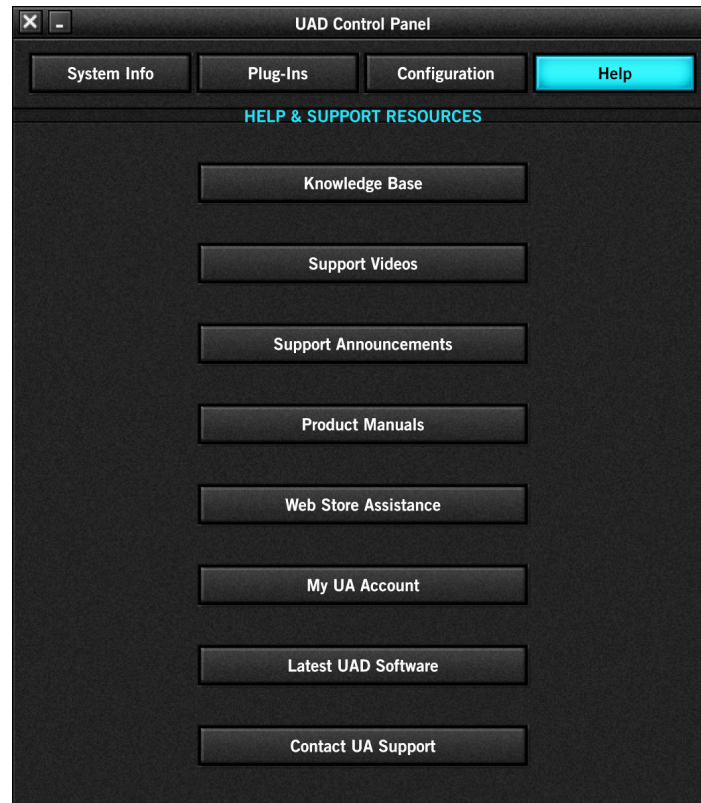 UAD Control Panel
System Info Plug-Ins Configuration Help
HELP & SUPPORT RESOURCES
Knowledge Base
Support Videos
Support Announcements
Product Manuals
Web Store Assistance
My UA Account
Latest UAD Software
Contact UA Support